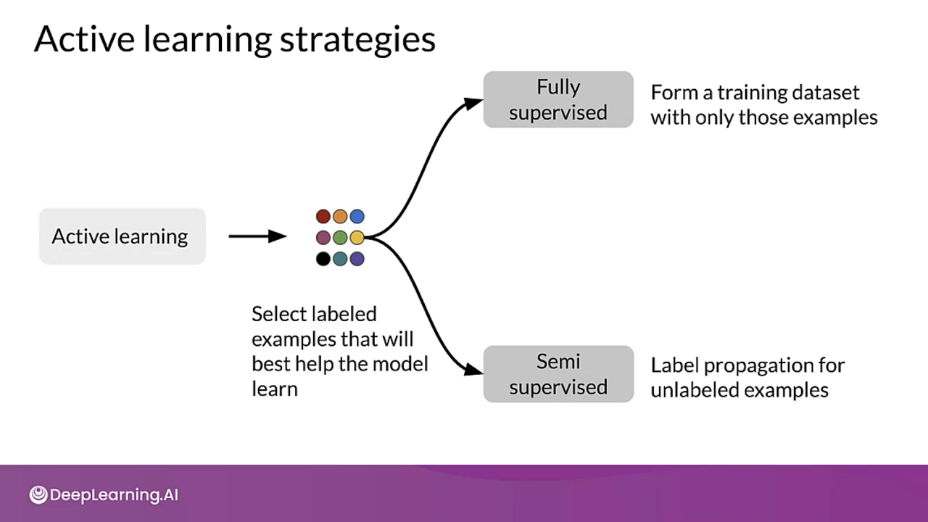 Active learning strategies
Fully
supervised
Form a training dataset
with only those examples
Active learning
Select labeled
examples that will
best help the model
learn
Semi
supervised
Label propagation for
unlabeled examples
DeepLearning.AI